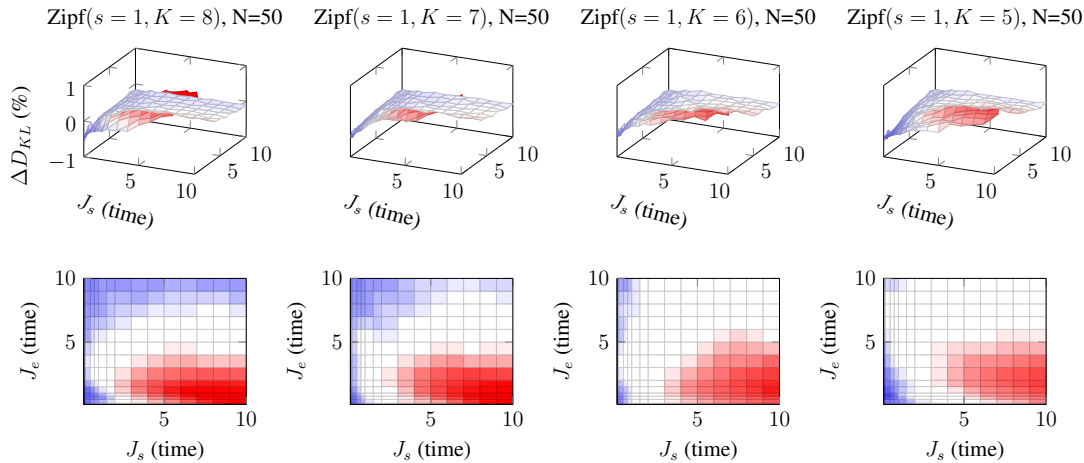 Zipf(s = 1, K = 8), N=50
Zipf(s = 1, K = 7), N=50
Zipf(s = 1, K = 6), N=50
Zipf(s = 1, K = 5), N=50
ΔD_{KL} (%)
1
0
−1
5
10
5
10
J_s (time)
5
10
5
10
J_s (time)
5
10
5
10
J_s (time)
5
10
5
10
J_s (time)
J_e (time)
10
5
5
10
J_s (time)
J_e (time)
10
5
5
10
J_s (time)
J_e (time)
10
5
5
10
J_s (time)
J_e (time)
10
5
5
10
J_s (time)